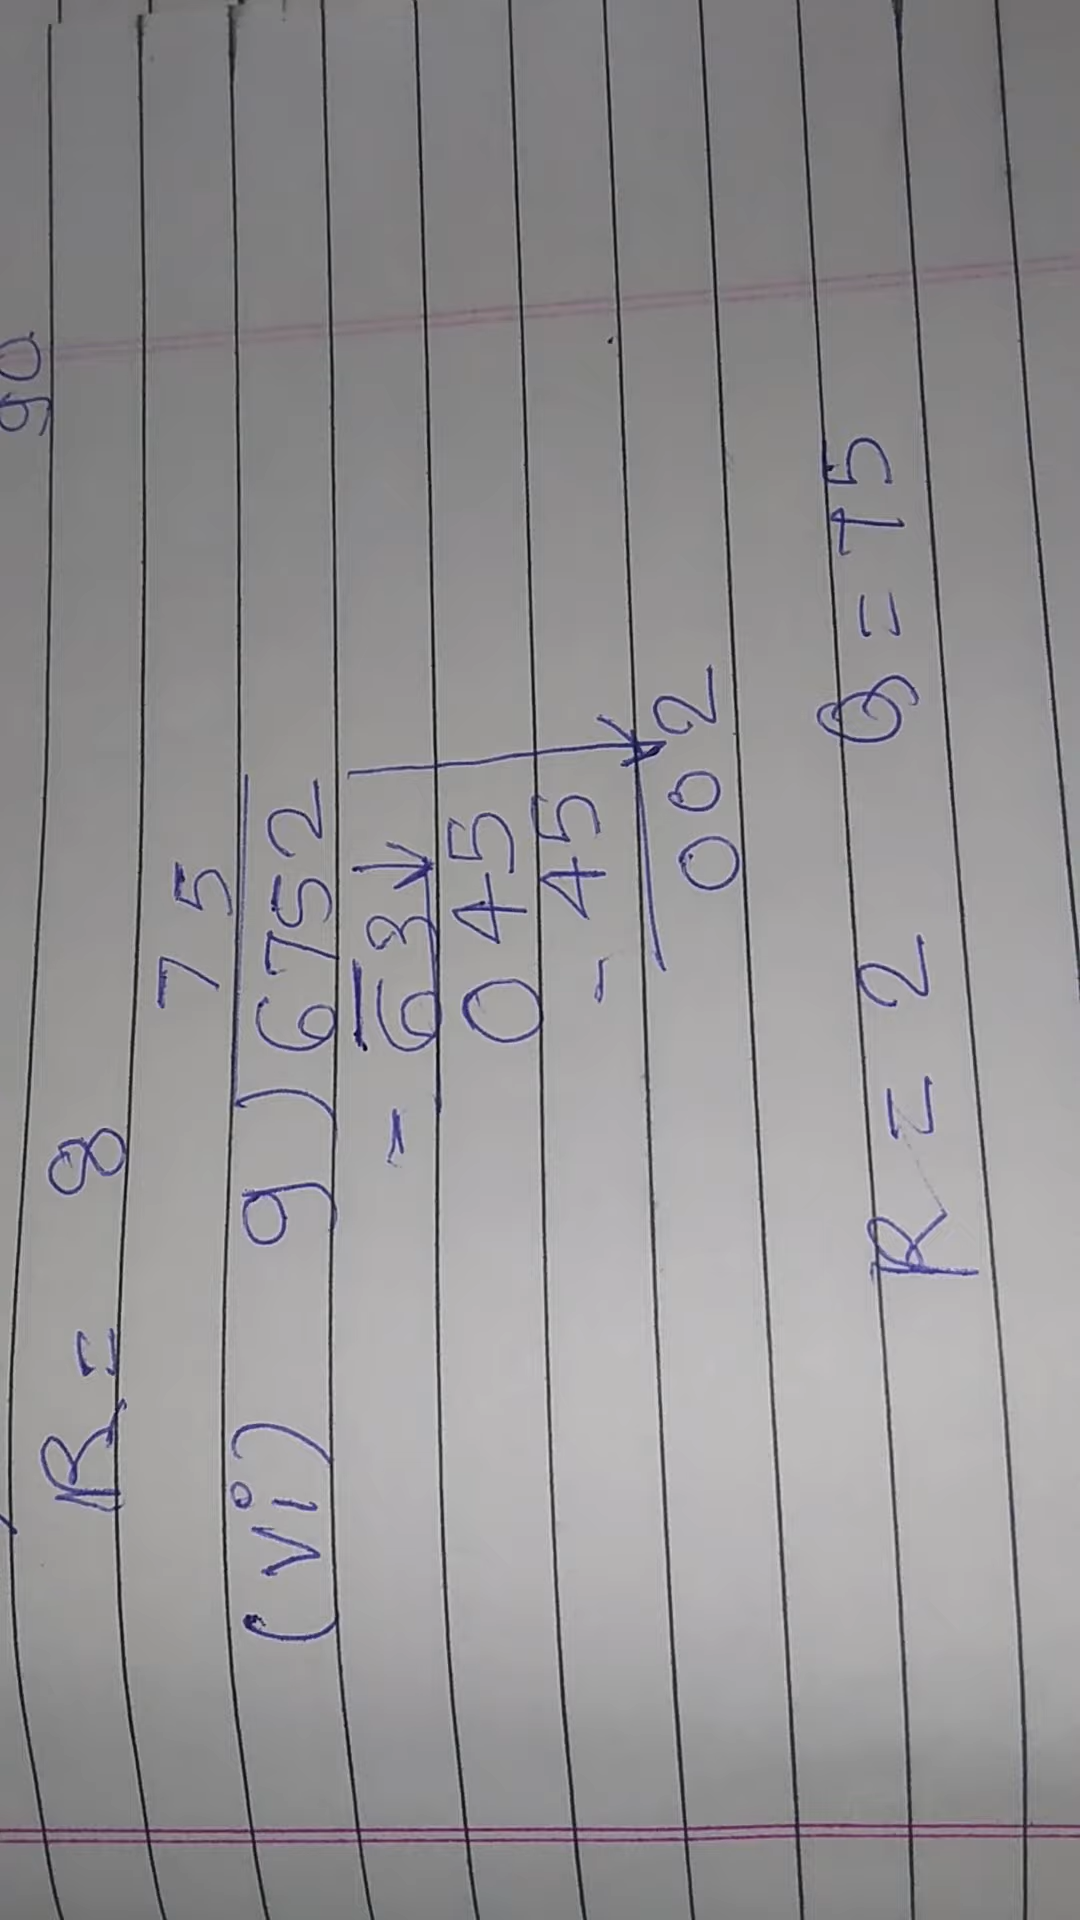 90
R = 8
75
(vi) 9)6752
- 63↓
045
- 45
002
R = 2 Q = 75